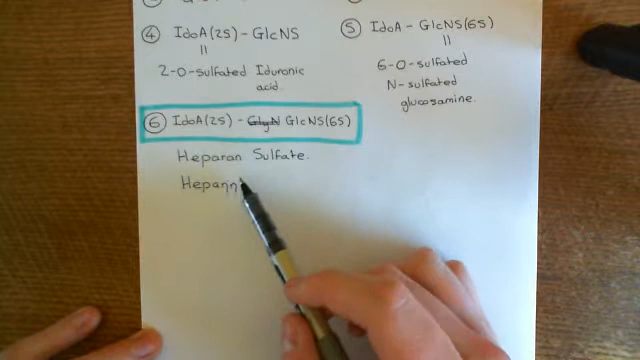 ④ IdoA(2S) - GlcNS
=
2-O-sulfated Iduronic
acid.
⑤ IdoA - GlcNS(6S)
=
6-O-sulfated
N-sulfated
glucosamine.
⑥ IdoA(2S) - GlyN GlcNS(6S)
Heparan Sulfate.
Heparin